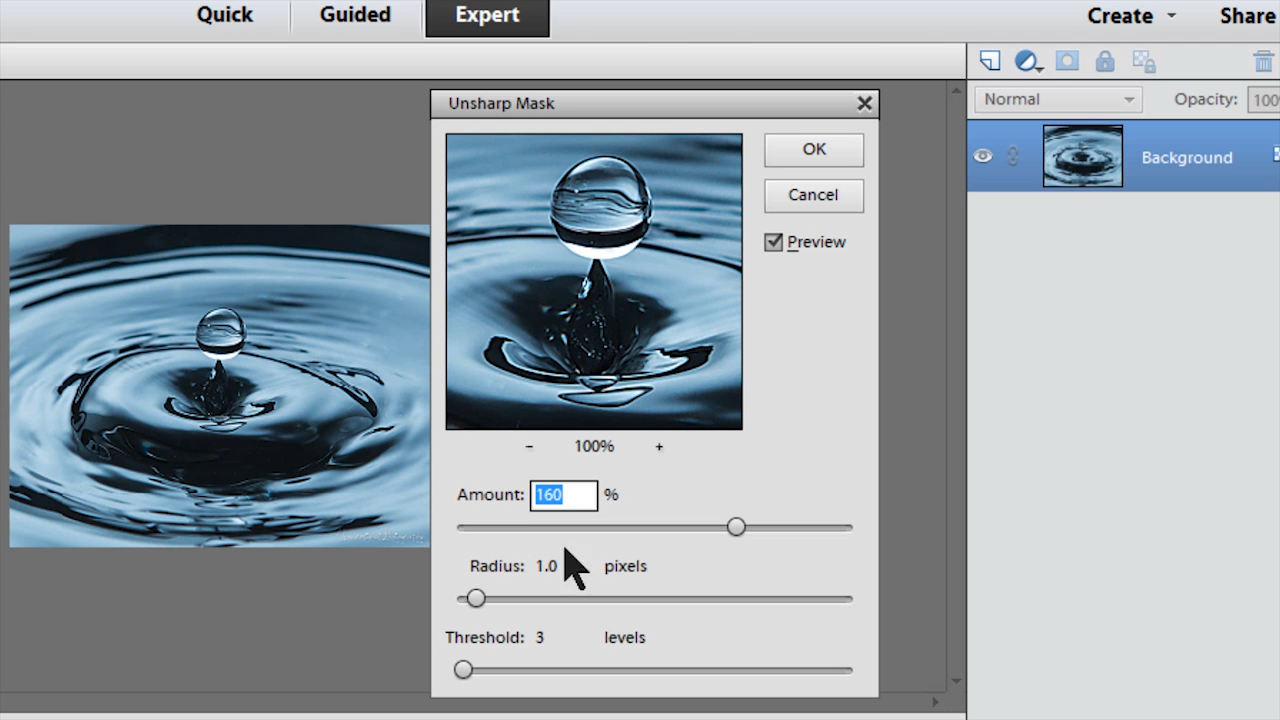 Quick Guided Expert Create Share
Normal Opacity: 100
Background
Unsharp Mask
OK
Cancel
Preview
- 100% +
Amount: 160 %
Radius: 1.0 pixels
Threshold: 3 levels